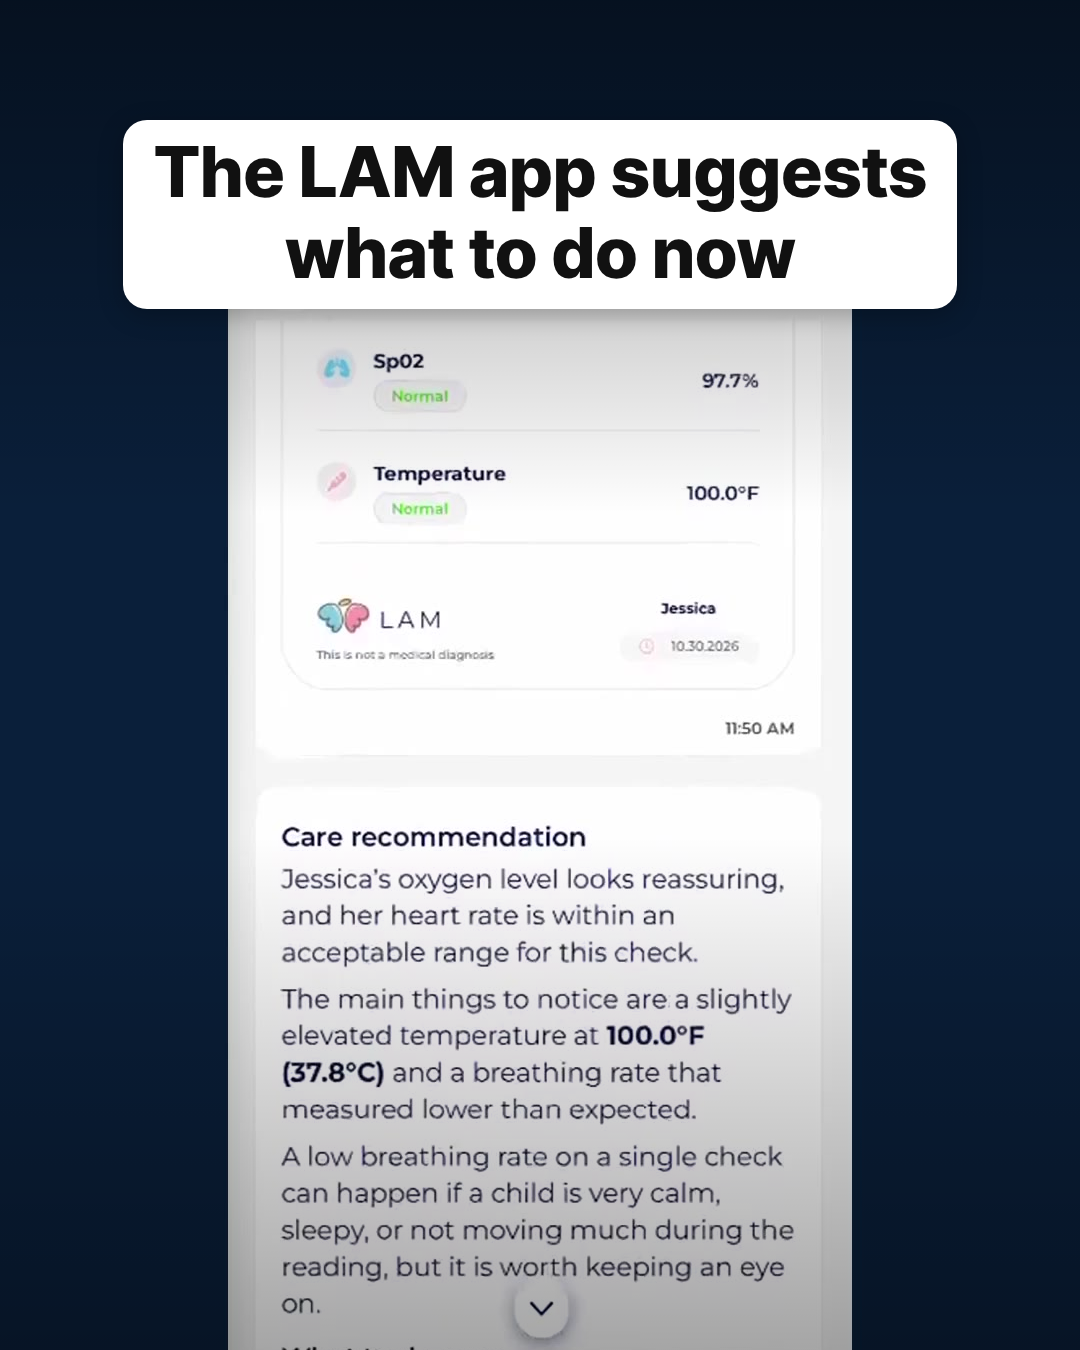 The LAM app suggests
what to do now
Sp02
Normal
97.7%
Temperature
Normal
100.0°F
LAM
This is not a medical diagnosis
Jessica
10.30.2026
11:50 AM
Care recommendation
Jessica's oxygen level looks reassuring,
and her heart rate is within an
acceptable range for this check.
The main things to notice are a slightly
elevated temperature at 100.0°F
(37.8°C) and a breathing rate that
measured lower than expected.
A low breathing rate on a single check
can happen if a child is very calm,
sleepy, or not moving much during the
reading, but it is worth keeping an eye
on.